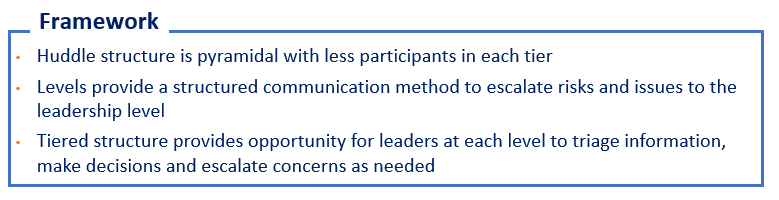 Framework
• Huddle structure is pyramidal with less participants in each tier
• Levels provide a structured communication method to escalate risks and issues to the
leadership level
• Tiered structure provides opportunity for leaders at each level to triage information,
make decisions and escalate concerns as needed